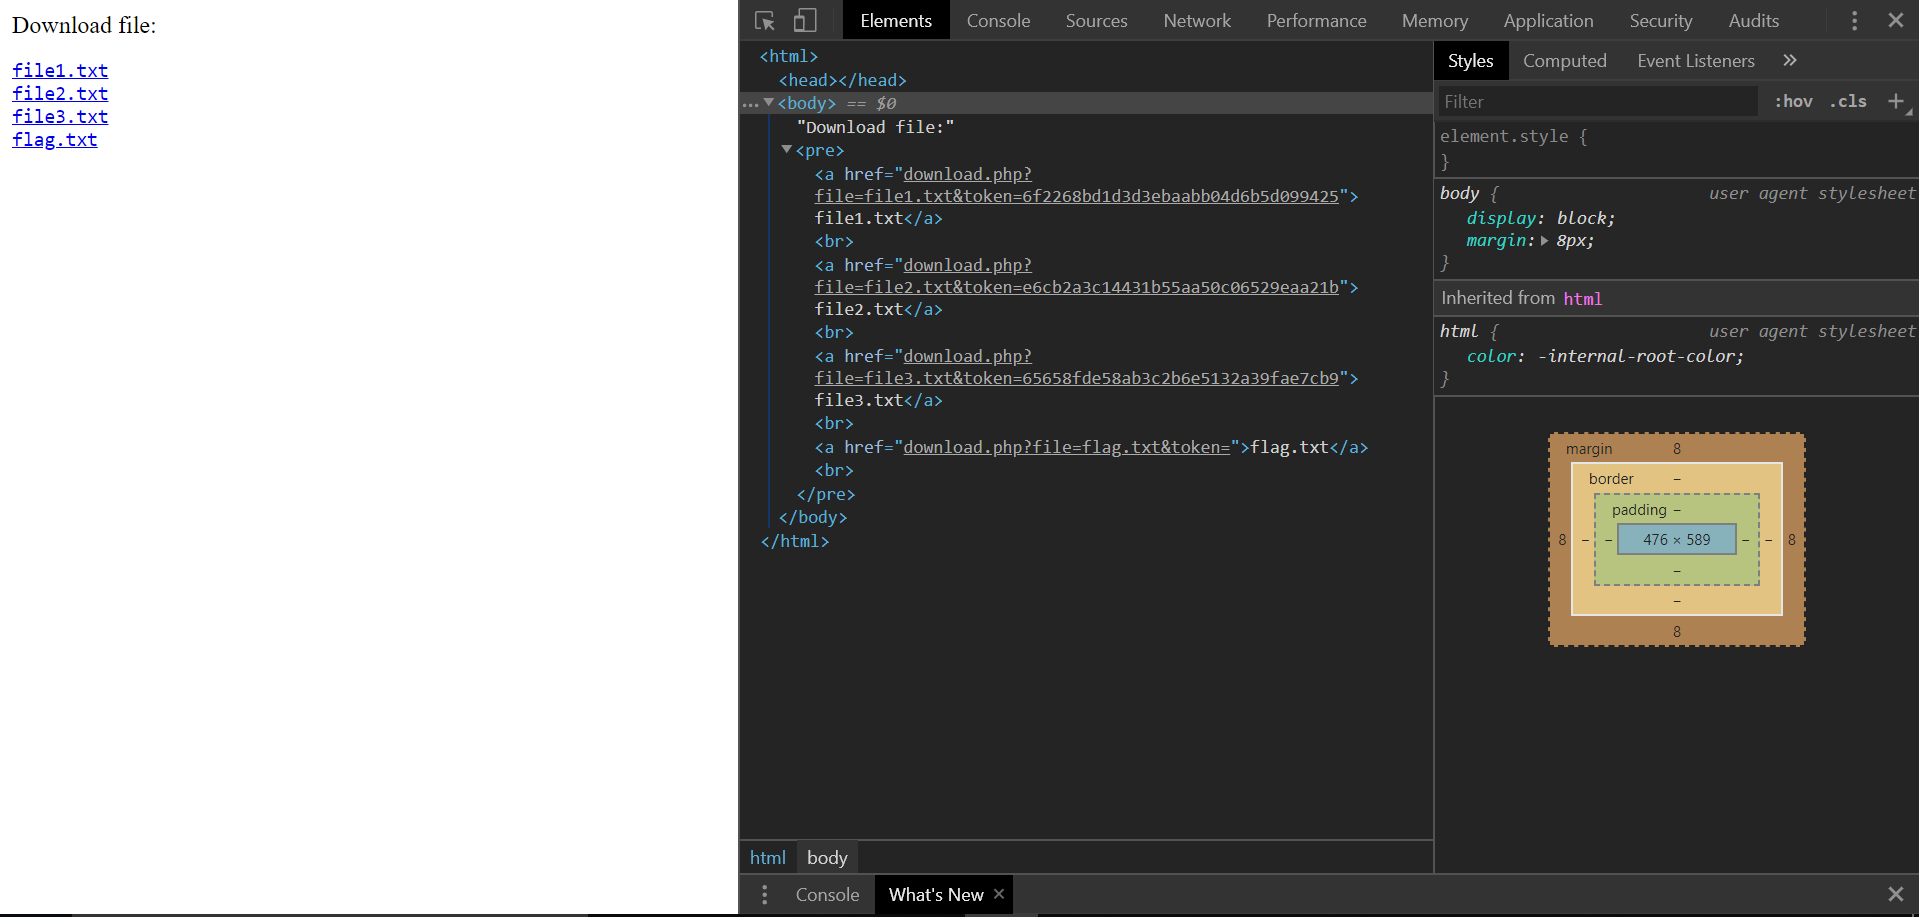 Download file:
file1.txt
file2.txt
file3.txt
flag.txt
Elements Console Sources Network Performance Memory Application Security Audits
<html>
<head></head>
... <body> == $0
"Download file:"
<pre>
<a href="download.php?
file=file1.txt&token=6f2268bd1d3d3ebaabb04d6b5d099425">
file1.txt</a>
<br>
<a href="download.php?
file=file2.txt&token=e6cb2a3c14431b55aa50c06529eaa21b">
file2.txt</a>
<br>
<a href="download.php?
file=file3.txt&token=65658fde58ab3c2b6e5132a39fae7cb9">
file3.txt</a>
<br>
<a href="download.php?file=flag.txt&token=">flag.txt</a>
<br>
</pre>
</body>
</html>
html body
Styles Computed Event Listeners »
Filter :hov .cls +
element.style {
}
body { user agent stylesheet
display: block;
margin: 8px;
}
Inherited from html
html { user agent stylesheet
color: -internal-root-color;
}
margin 8
border –
padding –
8 – – 476 × 589 – – 8
–
–
8
Console What's New ×